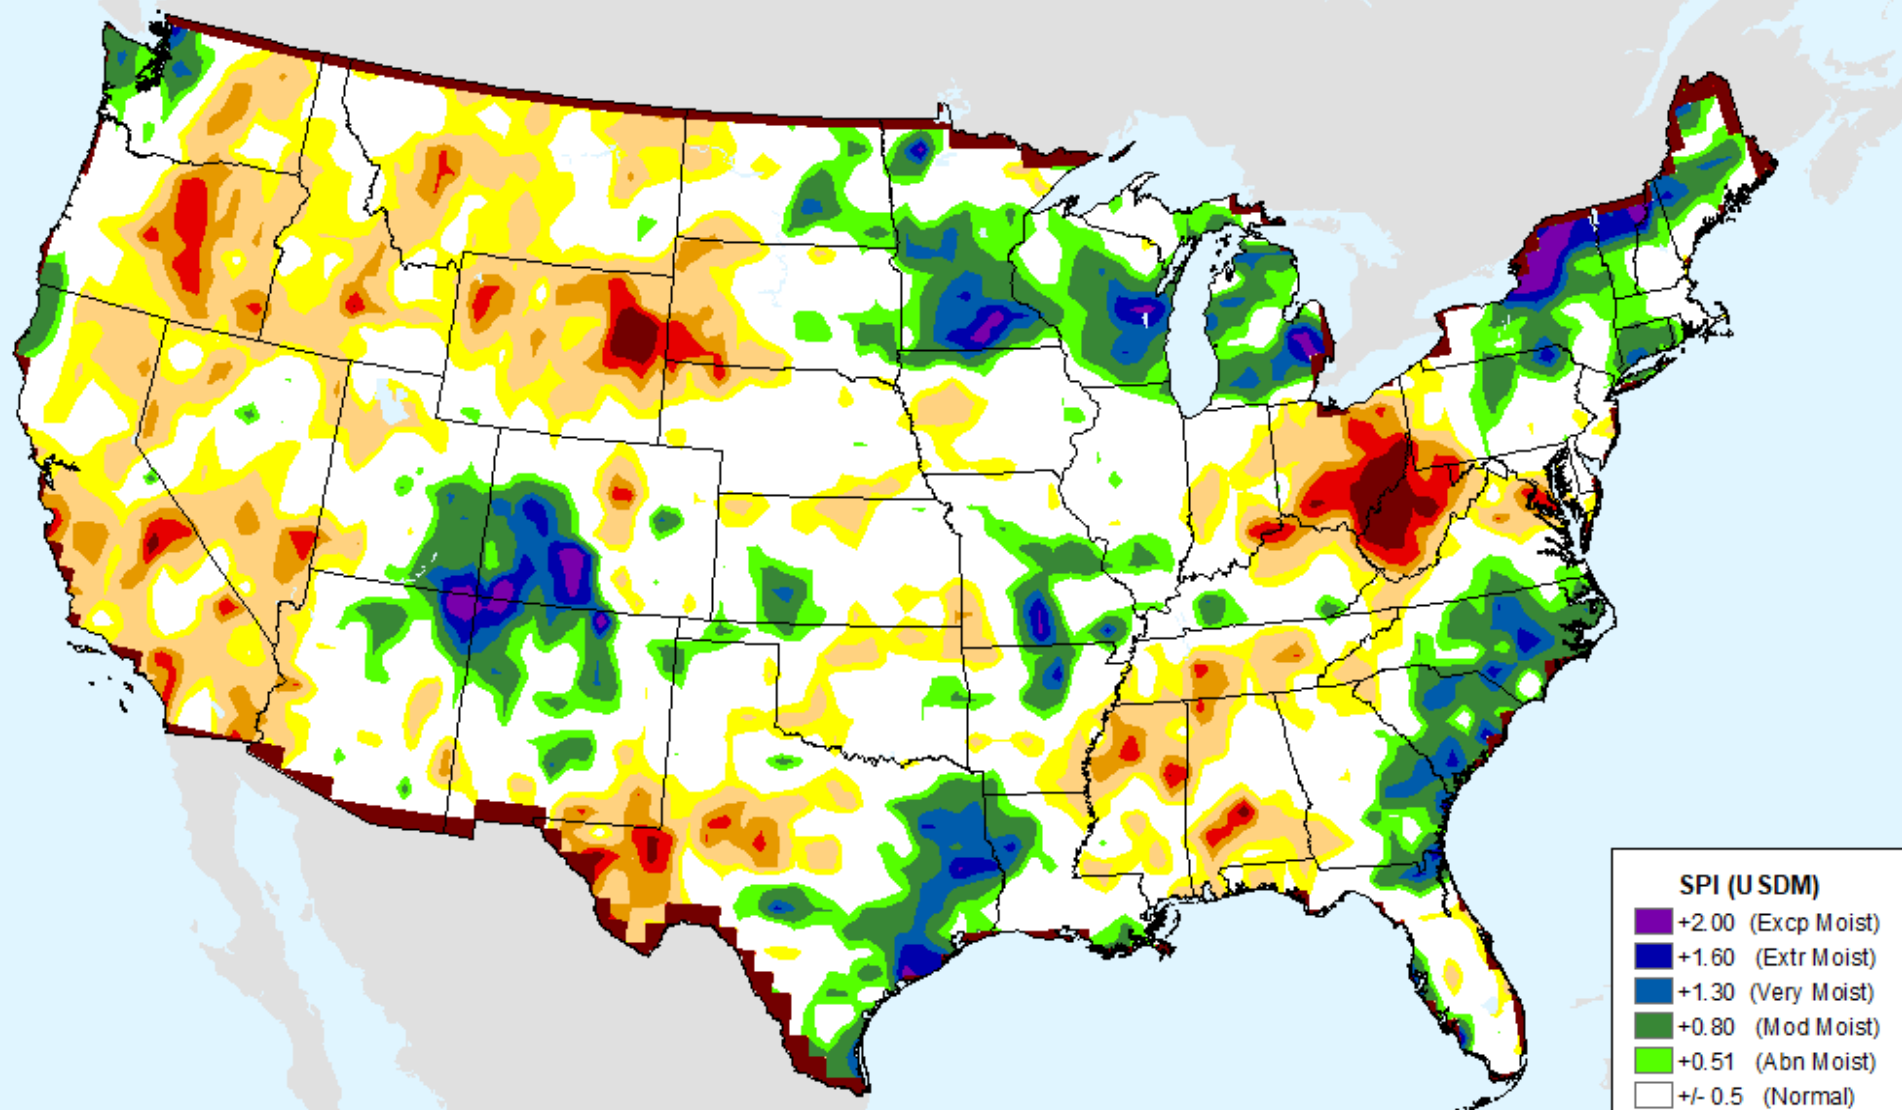 SPI (USDM)
+2.00 (Excp Moist)
+1.60 (Extr Moist)
+1.30 (Very Moist)
+0.80 (Mod Moist)
+0.51 (Abn Moist)
+/- 0.5 (Normal)